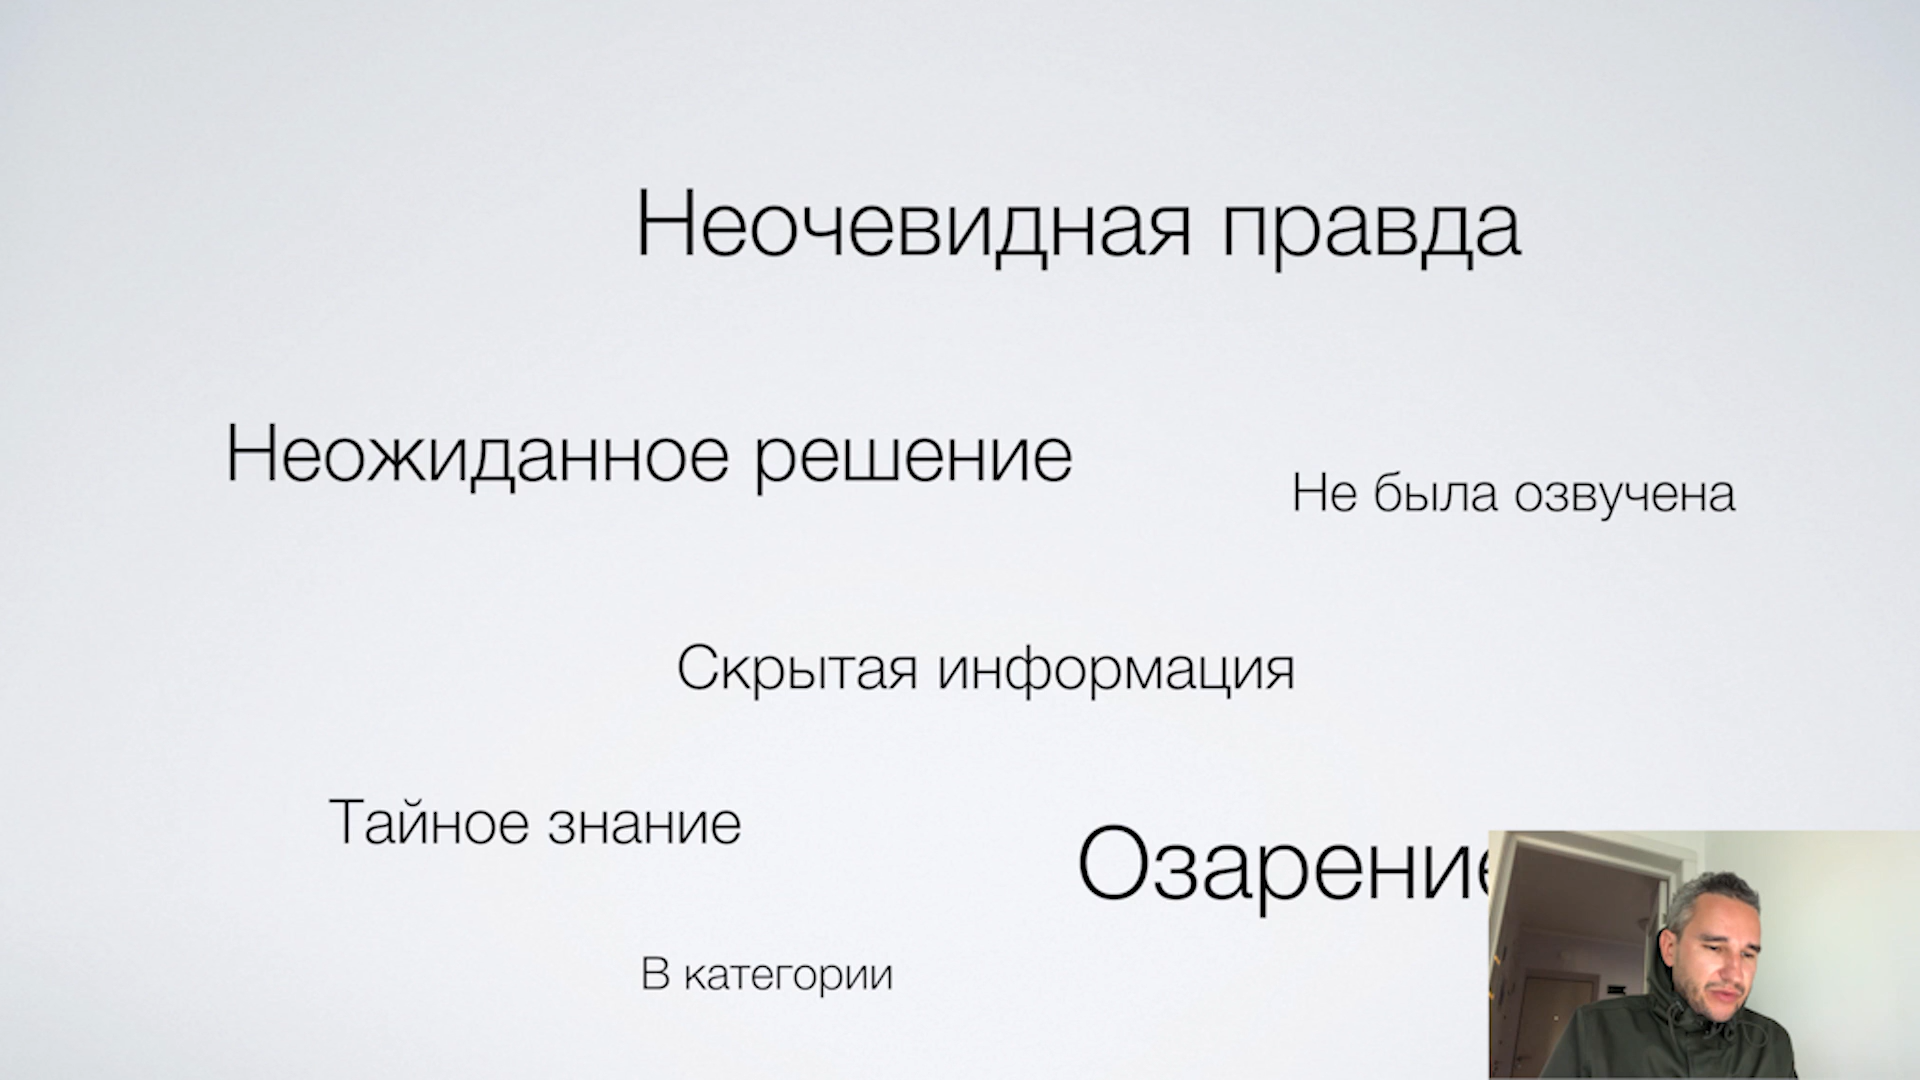 Неочевидная правда
Неожиданное решение
Не была озвучена
Скрытая информация
Тайное знание
Озарение
В категории